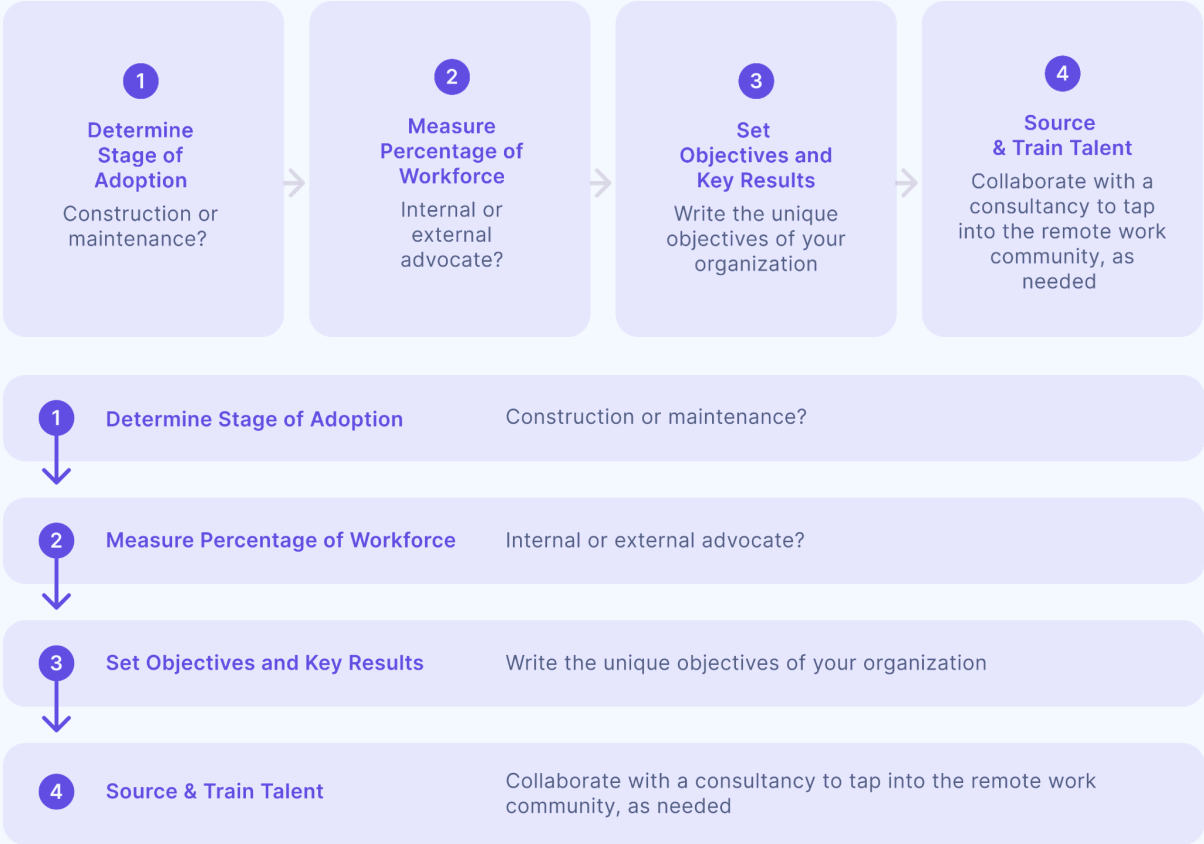 1
Determine
Stage of
Adoption
Construction or
maintenance?
2
Measure
Percentage of
Workforce
Internal or
external
advocate?
3
Set
Objectives and
Key Results
Write the unique
objectives of your
organization
4
Source
& Train Talent
Collaborate with a
consultancy to tap
into the remote work
community, as
needed
1 Determine Stage of Adoption Construction or maintenance?
2 Measure Percentage of Workforce Internal or external advocate?
3 Set Objectives and Key Results Write the unique objectives of your organization
4 Source & Train Talent Collaborate with a consultancy to tap into the remote work
community, as needed